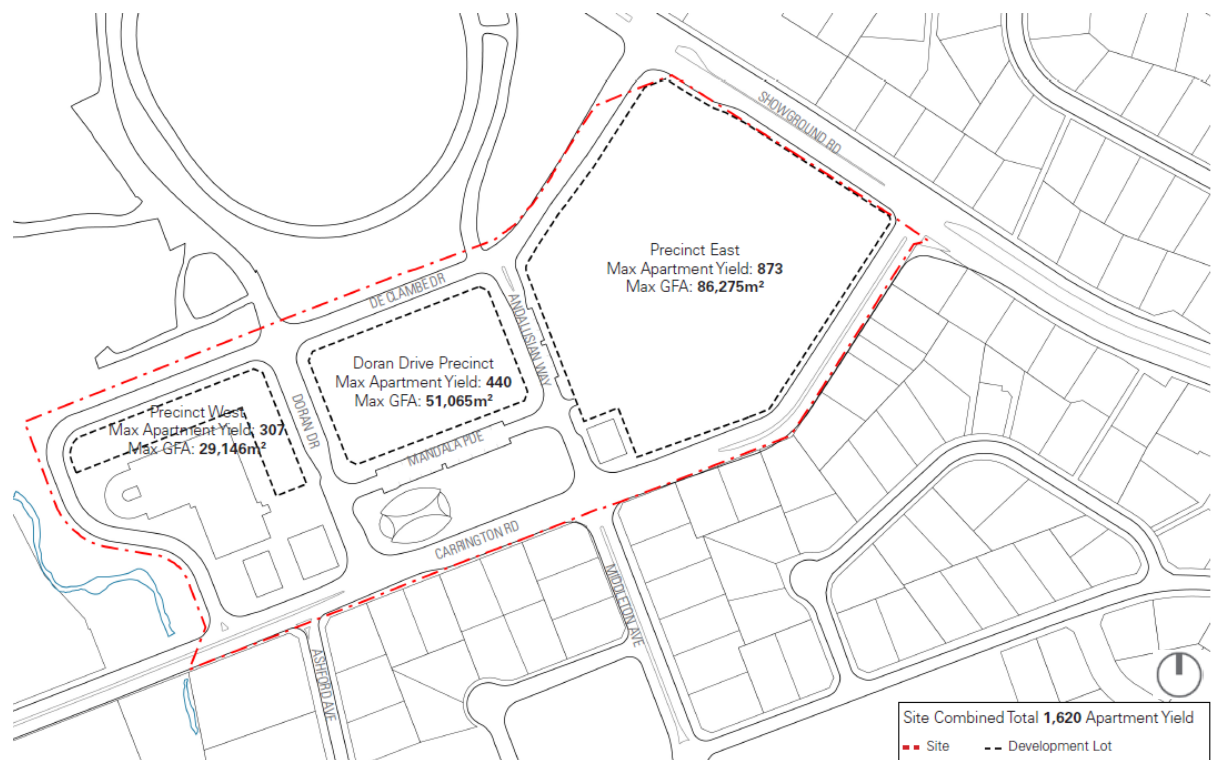 SHOWGROUND RD
Precinct East
Max Apartment Yield: 873
Max GFA: 86,275m²
DE CLAMBE DR
ANDALUSIAN WAY
Doran Drive Precinct
Max Apartment Yield: 440
Max GFA: 51,065m²
Precinct West
Max Apartment Yield: 307
Max GFA: 29,146m²
DORAN DR
MANDALA PDE
CARRINGTON RD
MIDDLETON AVE
ASHFORD AVE
Site Combined Total 1,620 Apartment Yield
Site
Development Lot